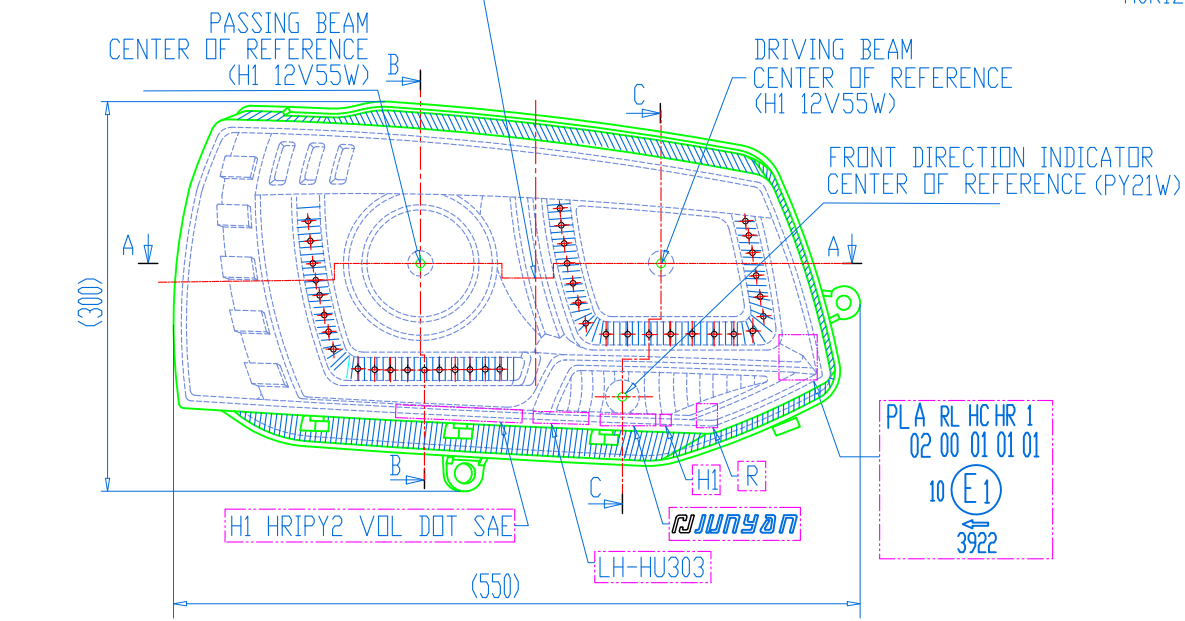 PASSING BEAM
CENTER OF REFERENCE
(H1 12V55W)
B
C
DRIVING BEAM
CENTER OF REFERENCE
(H1 12V55W)
FRONT DIRECTION INDICATOR
CENTER OF REFERENCE (PY21W)
A
A
(300)
B
C
H1
R
H1 HRIPY2 VOL DOT SAE
JUNYAN
LH-HU303
(550)
PL A RL HC HR 1
02 00 01 01 01
10 E1
3922